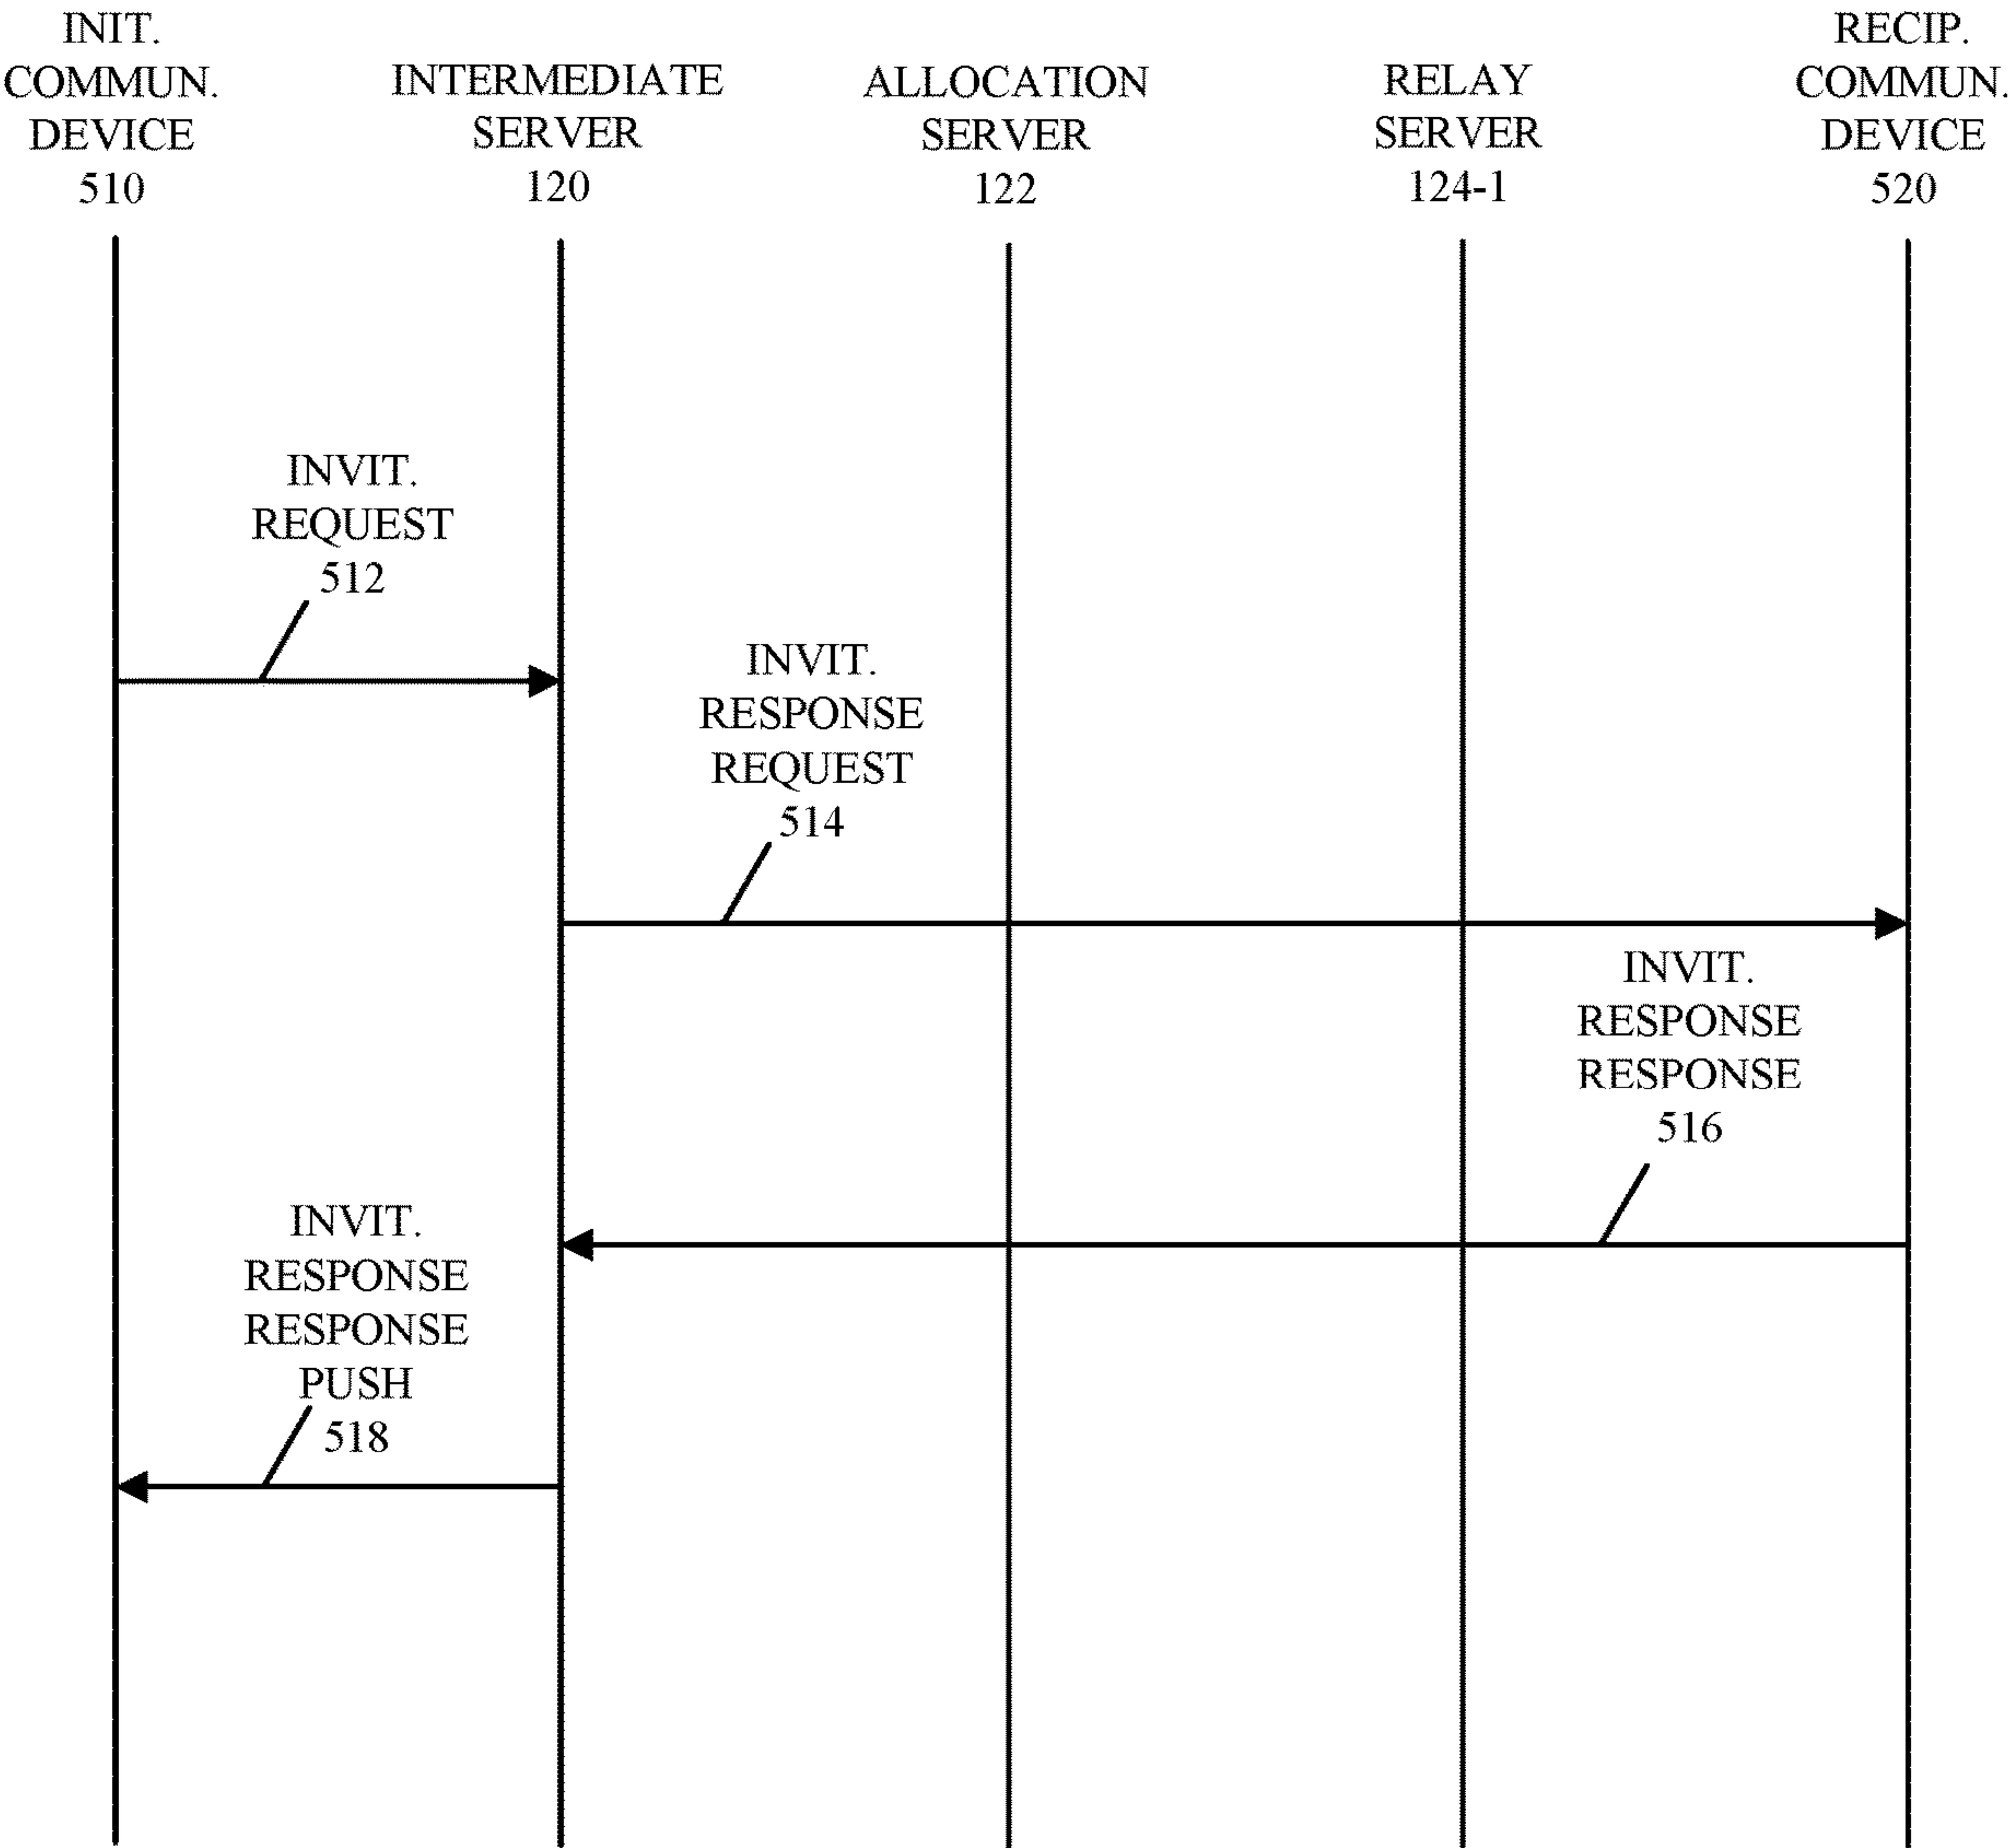 INIT.
COMMUN.
DEVICE
510
INTERMEDIATE
SERVER
120
ALLOCATION
SERVER
122
RELAY
SERVER
124-1
RECIP.
COMMUN.
DEVICE
520
INVIT.
REQUEST
512
INVIT.
RESPONSE
REQUEST
514
INVIT.
RESPONSE
RESPONSE
516
INVIT.
RESPONSE
RESPONSE
PUSH
518